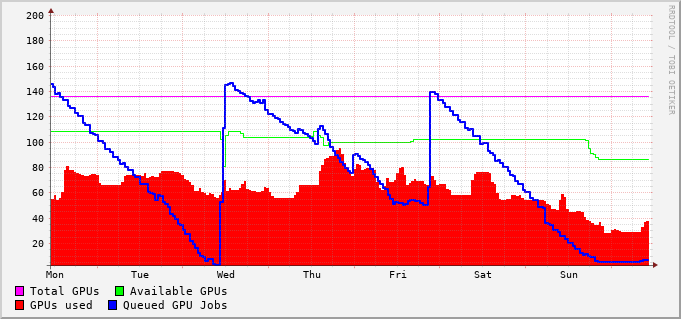 200
180
160
140
120
100
80
60
40
20
Mon Tue Wed Thu Fri Sat Sun
Total GPUs Available GPUs
GPUs used Queued GPU Jobs
RRDTOOL / TOBI OETIKER